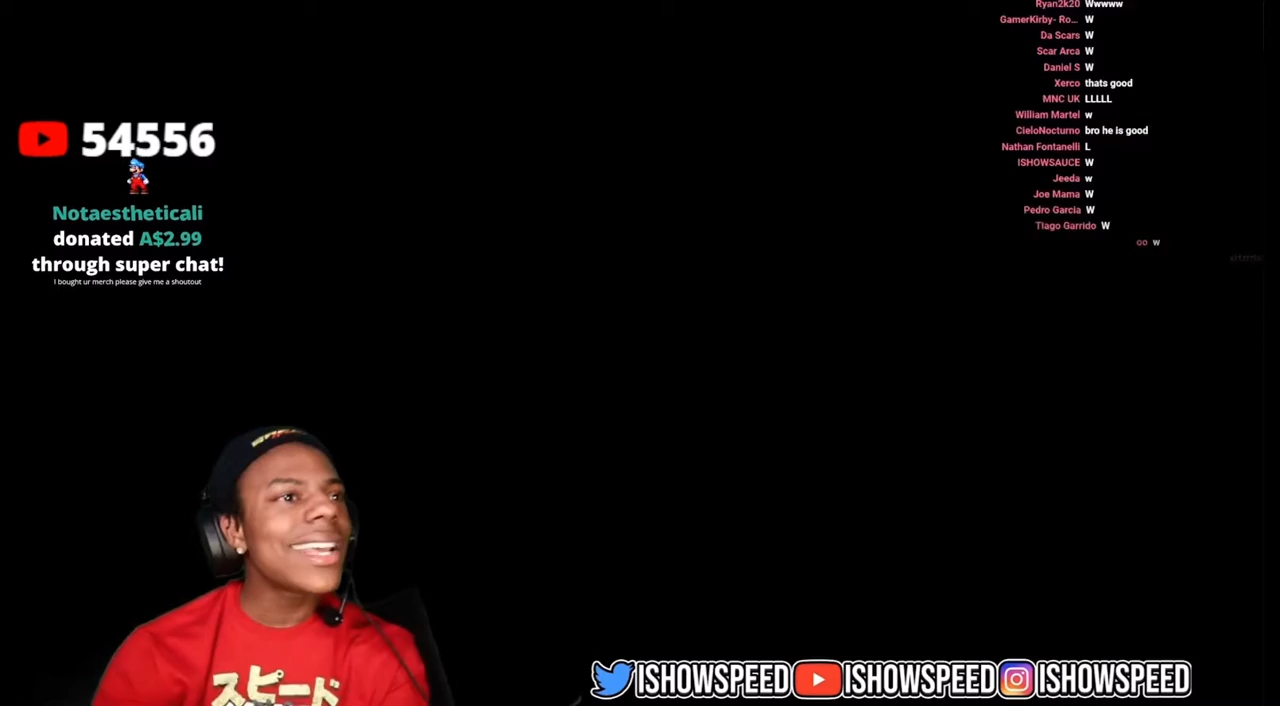 Ryan2k20 Wwwww
GamerKirby- Ro... W
Da Scars W
Scar Arca W
Daniel S W
Xerco thats good
MNC UK LLLLL
William Martel w
CieloNocturno bro he is good
Nathan Fontanelli L
ISHOWSAUCE W
Jeeda w
Joe Mama W
Pedro Garcia W
Tiago Garrido W
oo w
54556
Notaestheticali
donated A$2.99
through super chat!
I bought ur merch please give me a shoutout
スピード
ISHOWSPEED ISHOWSPEED ISHOWSPEED